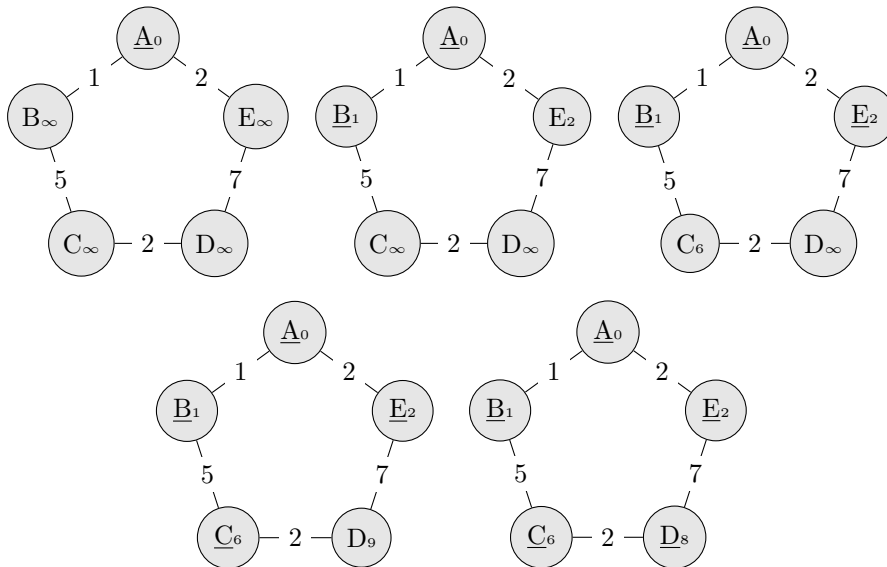 A0 A0 A0
1 2 1 2 1 2
B∞ E∞ B1 E2 B1 E2
5 7 5 7 5 7
C∞ 2 D∞ C∞ 2 D∞ C6 2 D∞
A0 A0
1 2 1 2
B1 E2 B1 E2
5 7 5 7
C6 2 D9 C6 2 D8